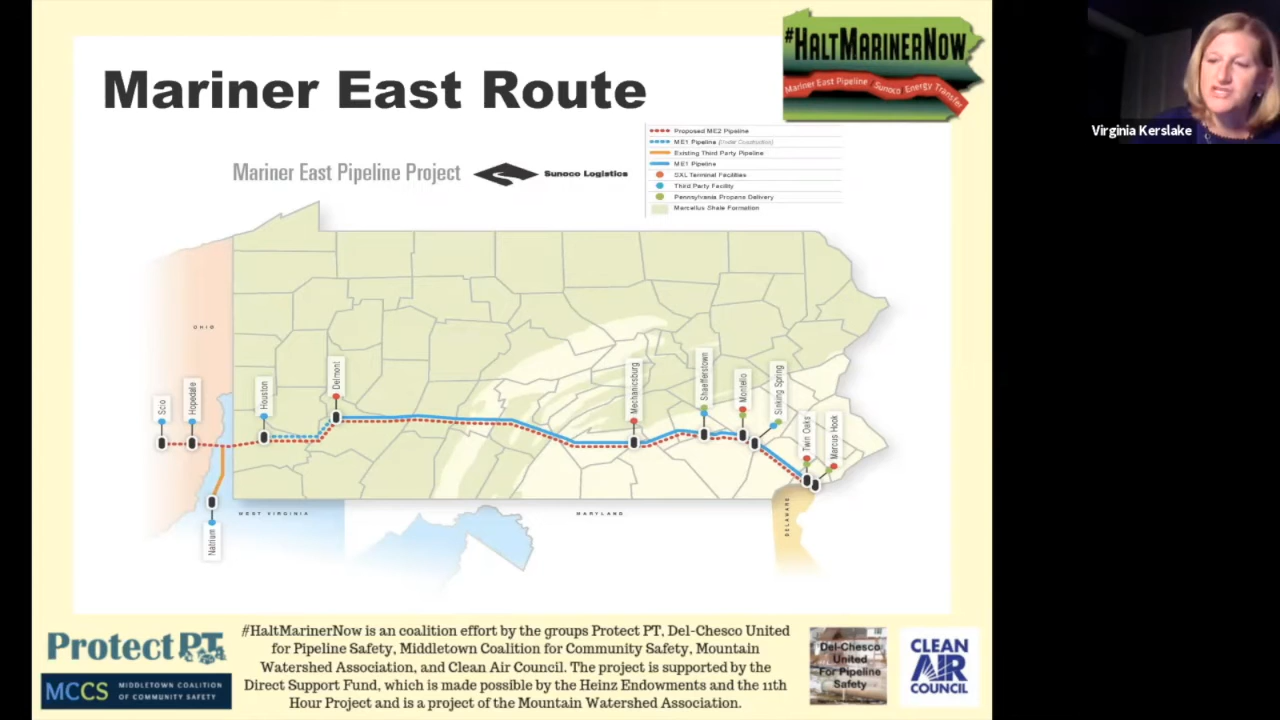 #HALTMARINERNOW
Mariner East Pipeline / Sunoco / Energy Transfer
Virginia Kerslake
Mariner East Route
Mariner East Pipeline Project
Sunoco Logistics
Proposed ME2 Pipeline
ME1 Pipeline (Under Construction)
Existing Third Party Pipeline
ME1 Pipeline
SXL Terminal Facilities
Third Party Facility
Pennsylvania Propane Delivery
Marcellus Shale Formation
OHIO
Scio
Hopedale
Houston
Delmont
Mechanicsburg
Shaefferstown
Montello
Sinking Spring
Twin Oaks
Marcus Hook
Natrium
WEST VIRGINIA
MARYLAND
DELAWARE
Protect PT
MCCS
MIDDLETOWN COALITION
OF COMMUNITY SAFETY
#HaltMarinerNow is an coalition effort by the groups Protect PT, Del-Chesco United
for Pipeline Safety, Middletown Coalition for Community Safety, Mountain
Watershed Association, and Clean Air Council. The project is supported by the
Direct Support Fund, which is made possible by the Heinz Endowments and the 11th
Hour Project and is a project of the Mountain Watershed Association.
Del-Chesco
United
For Pipeline
Safety
CLEAN
AIR
COUNCIL